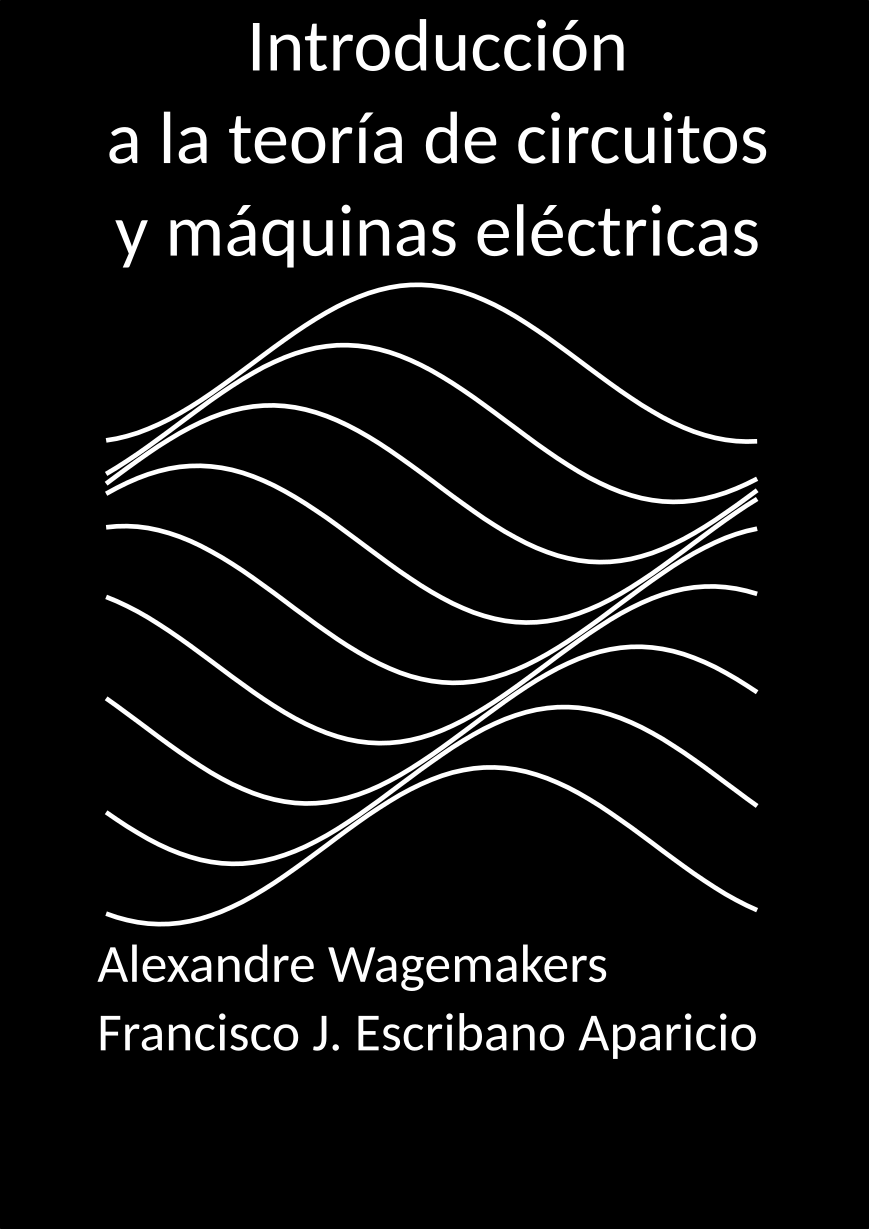 Introducción
a la teoría de circuitos
y máquinas eléctricas
Alexandre Wagemakers
Francisco J. Escribano Aparicio